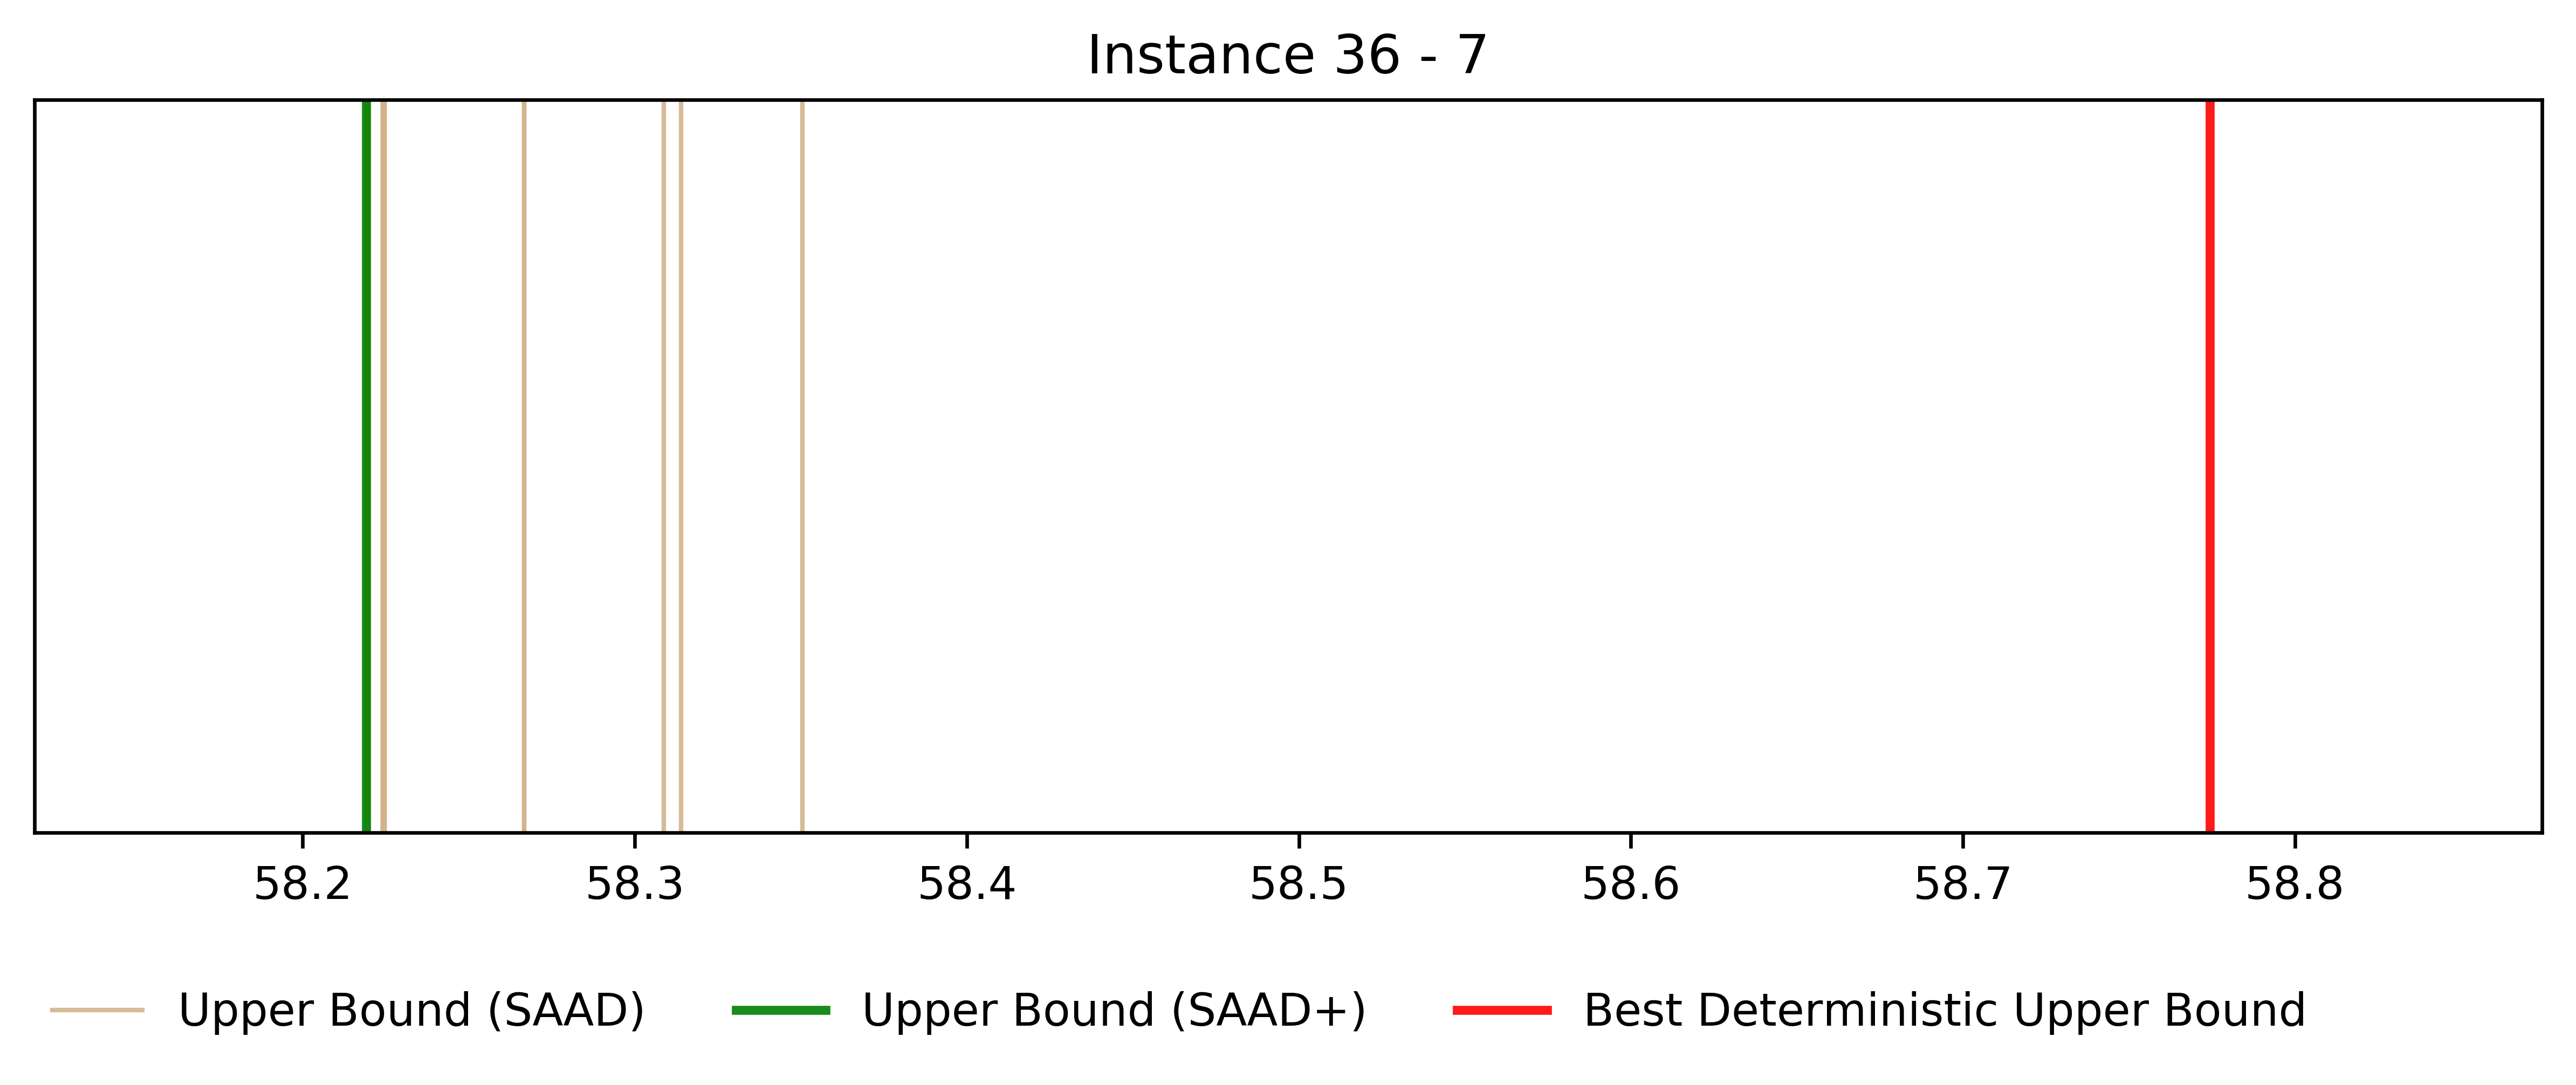 Instance 36 - 7
58.2 58.3 58.4 58.5 58.6 58.7 58.8
Upper Bound (SAAD) Upper Bound (SAAD+) Best Deterministic Upper Bound